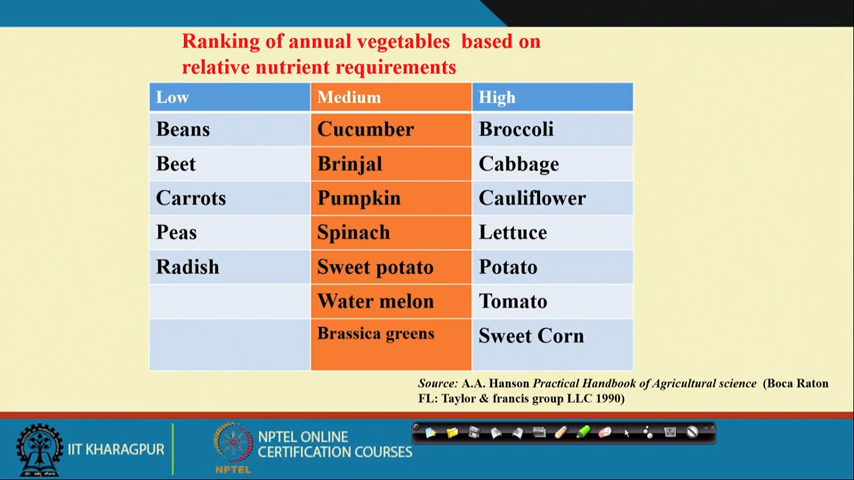 Ranking of annual vegetables based on
relative nutrient requirements
Low Medium High
Beans Cucumber Broccoli
Beet Brinjal Cabbage
Carrots Pumpkin Cauliflower
Peas Spinach Lettuce
Radish Sweet potato Potato
Water melon Tomato
Brassica greens Sweet Corn
Source: A.A. Hanson Practical Handbook of Agricultural science (Boca Raton
FL: Taylor & francis group LLC 1990)
IIT KHARAGPUR
NPTEL
NPTEL ONLINE
CERTIFICATION COURSES